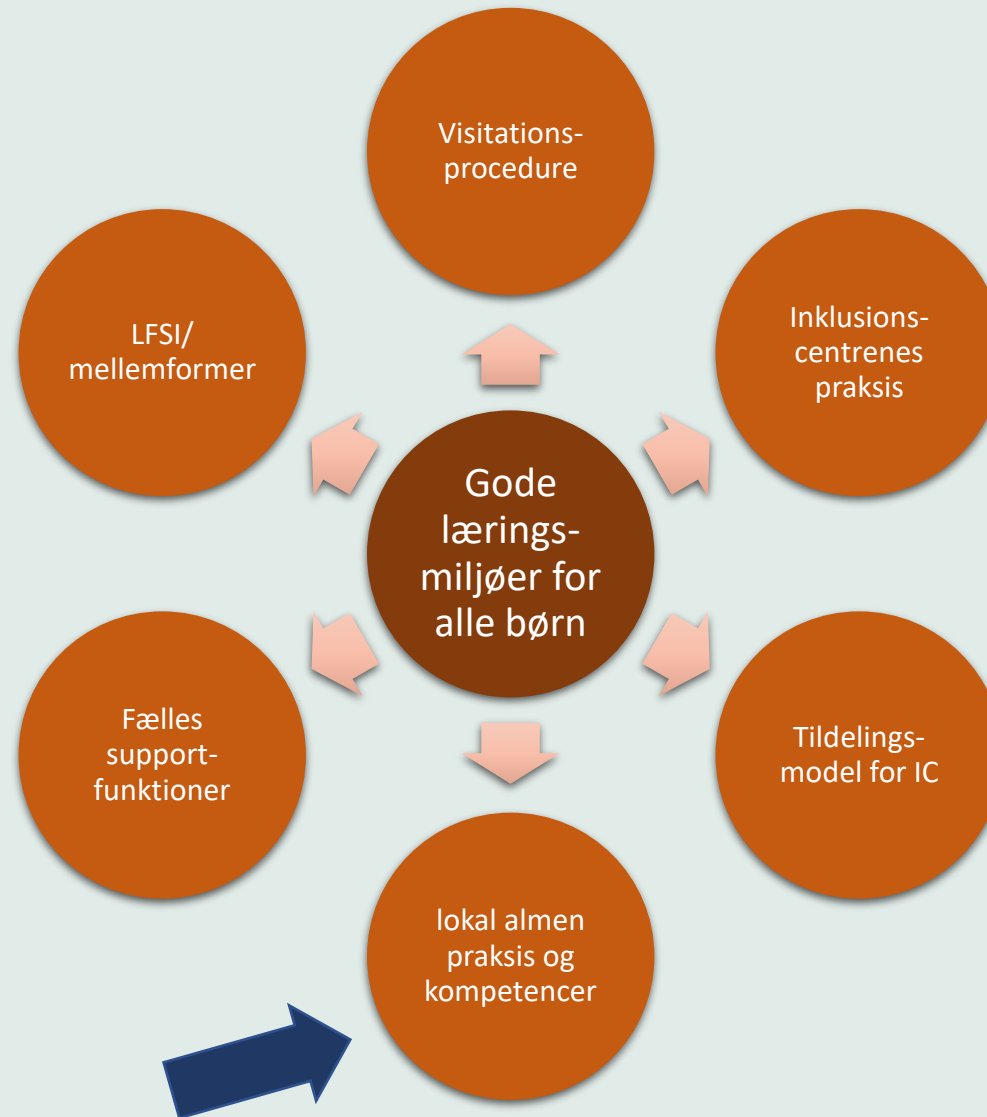 Visitations-
procedure
LFSI/
mellemformer
Inklusions-
centrenes
praksis
Gode
lærings-
miljøer for
alle børn
Fælles
support-
funktioner
Tildelings-
model for IC
lokal almen
praksis og
kompetencer